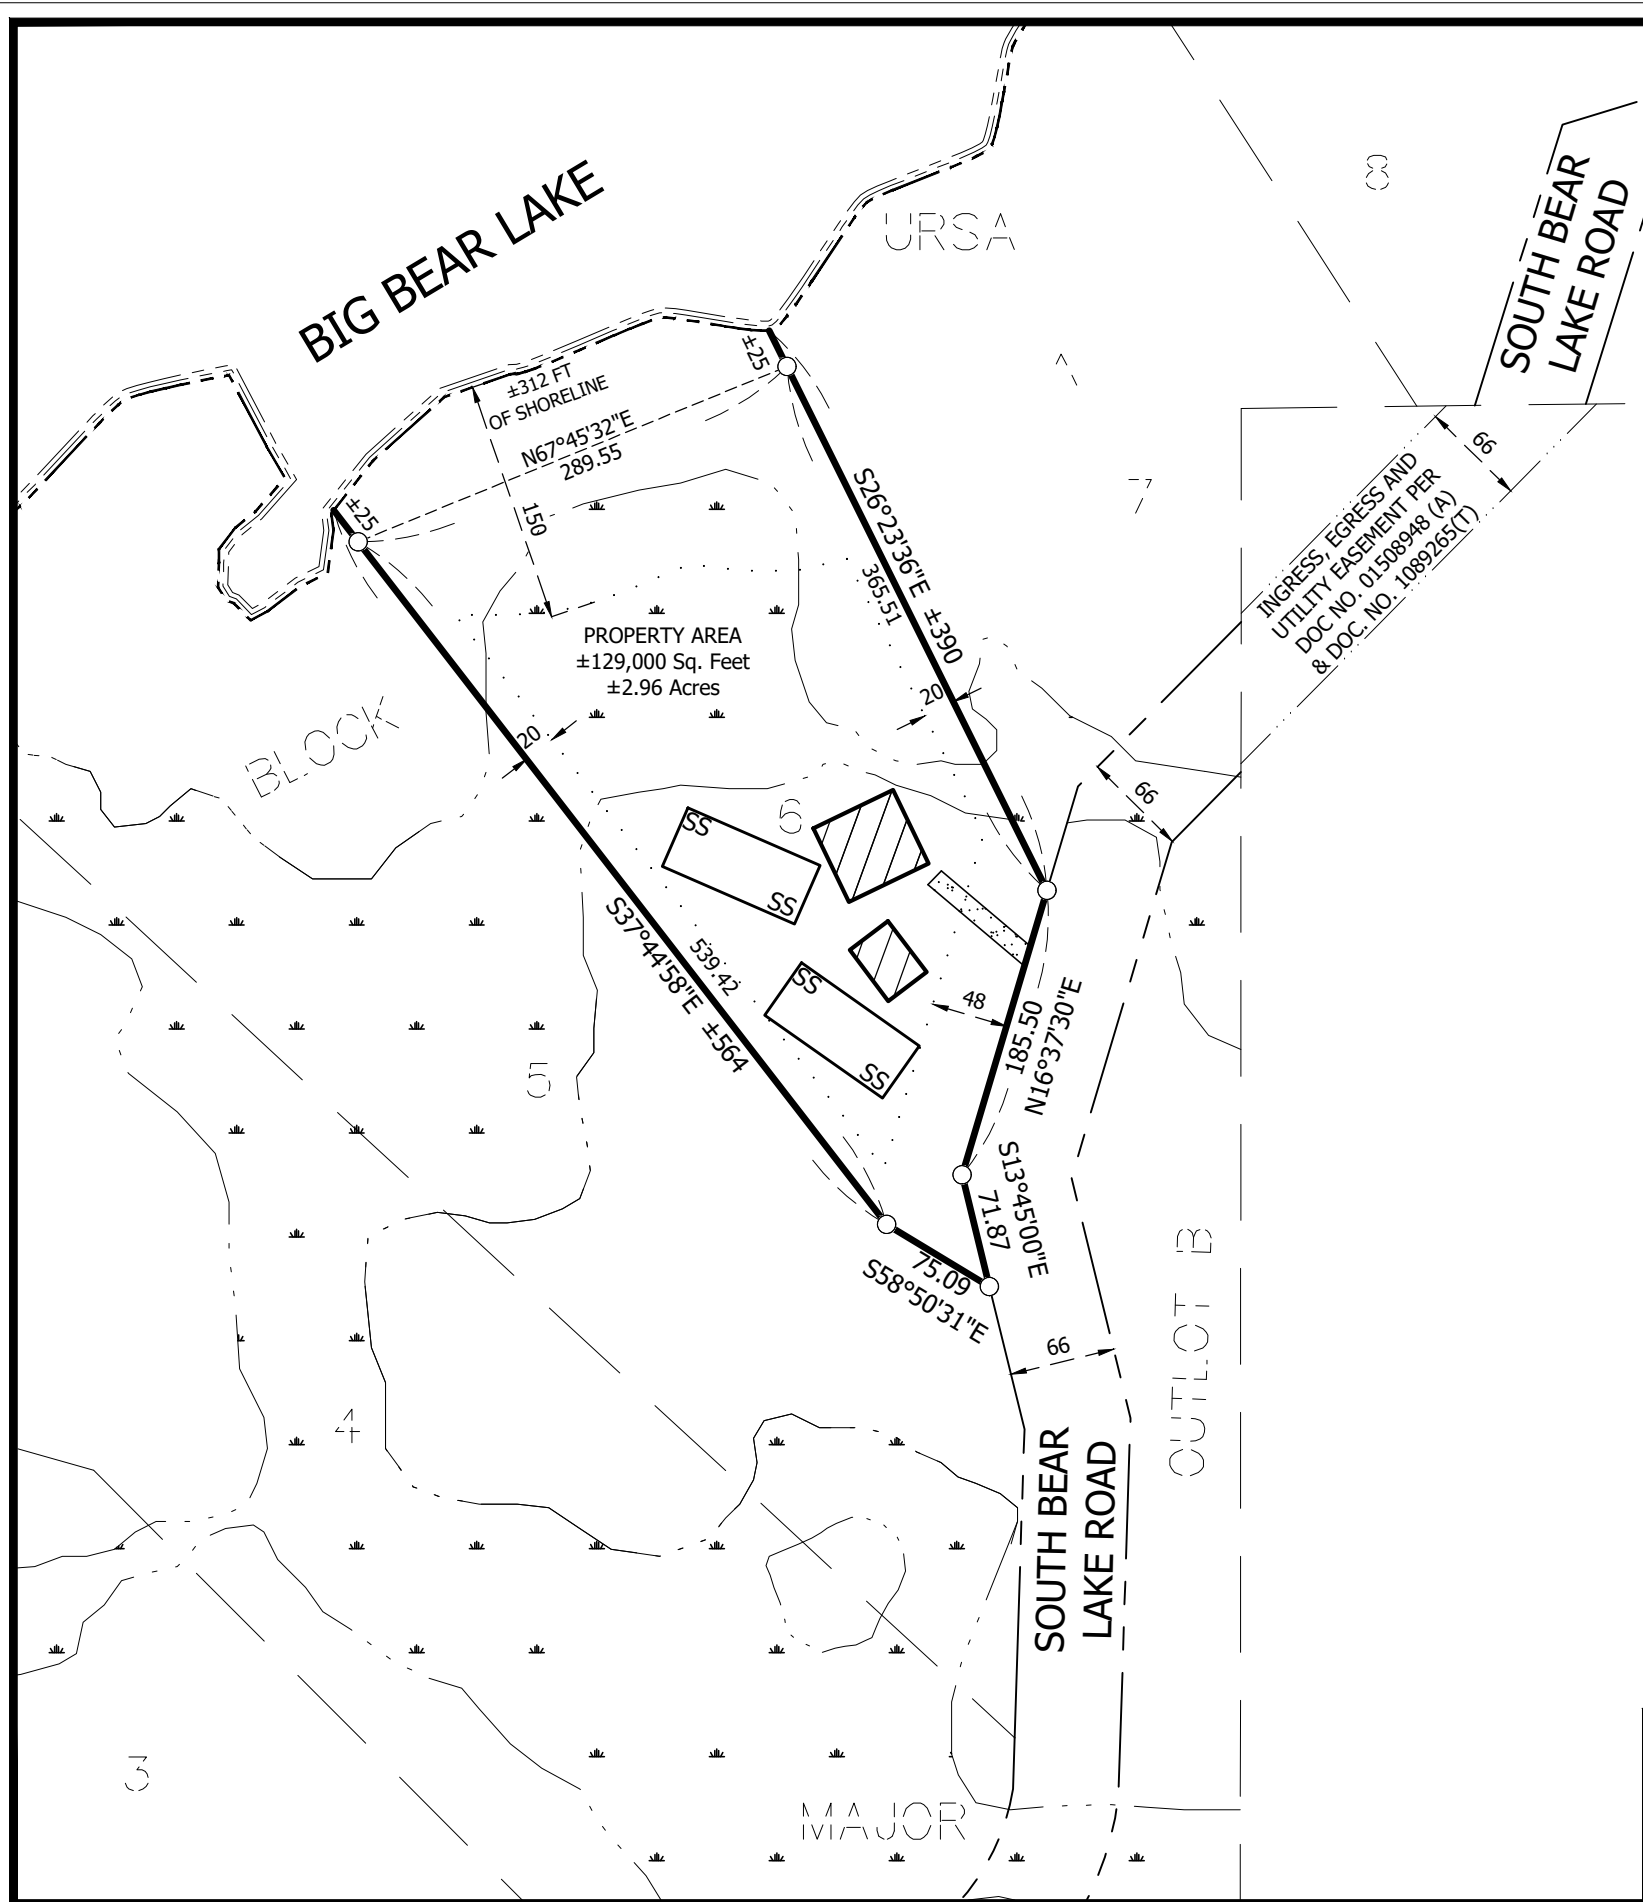 8
SOUTH BEAR
LAKE ROAD
URSA
BIG BEAR LAKE
±25
±312 FT
OF SHORELINE
N67°45'32"E
289.55
1
66
±25
150
S26°23'36"E ±390
365.51
7
INGRESS, EGRESS AND
UTILITY EASEMENT PER
DOC NO. 01508948 (A)
& DOC. NO. 1089265(T)
PROPERTY AREA
±129,000 Sq. Feet
±2.96 Acres
20
20
BLOCK
66
6
SS
SS
S37°44'58"E ±564
539.42
SS
SS
48
185.50
N16°37'30"E
5
S13°45'00"E
71.87
75.09
S58°50'31"E
66
OUTLOT B
4
SOUTH BEAR
LAKE ROAD
3
MAJOR